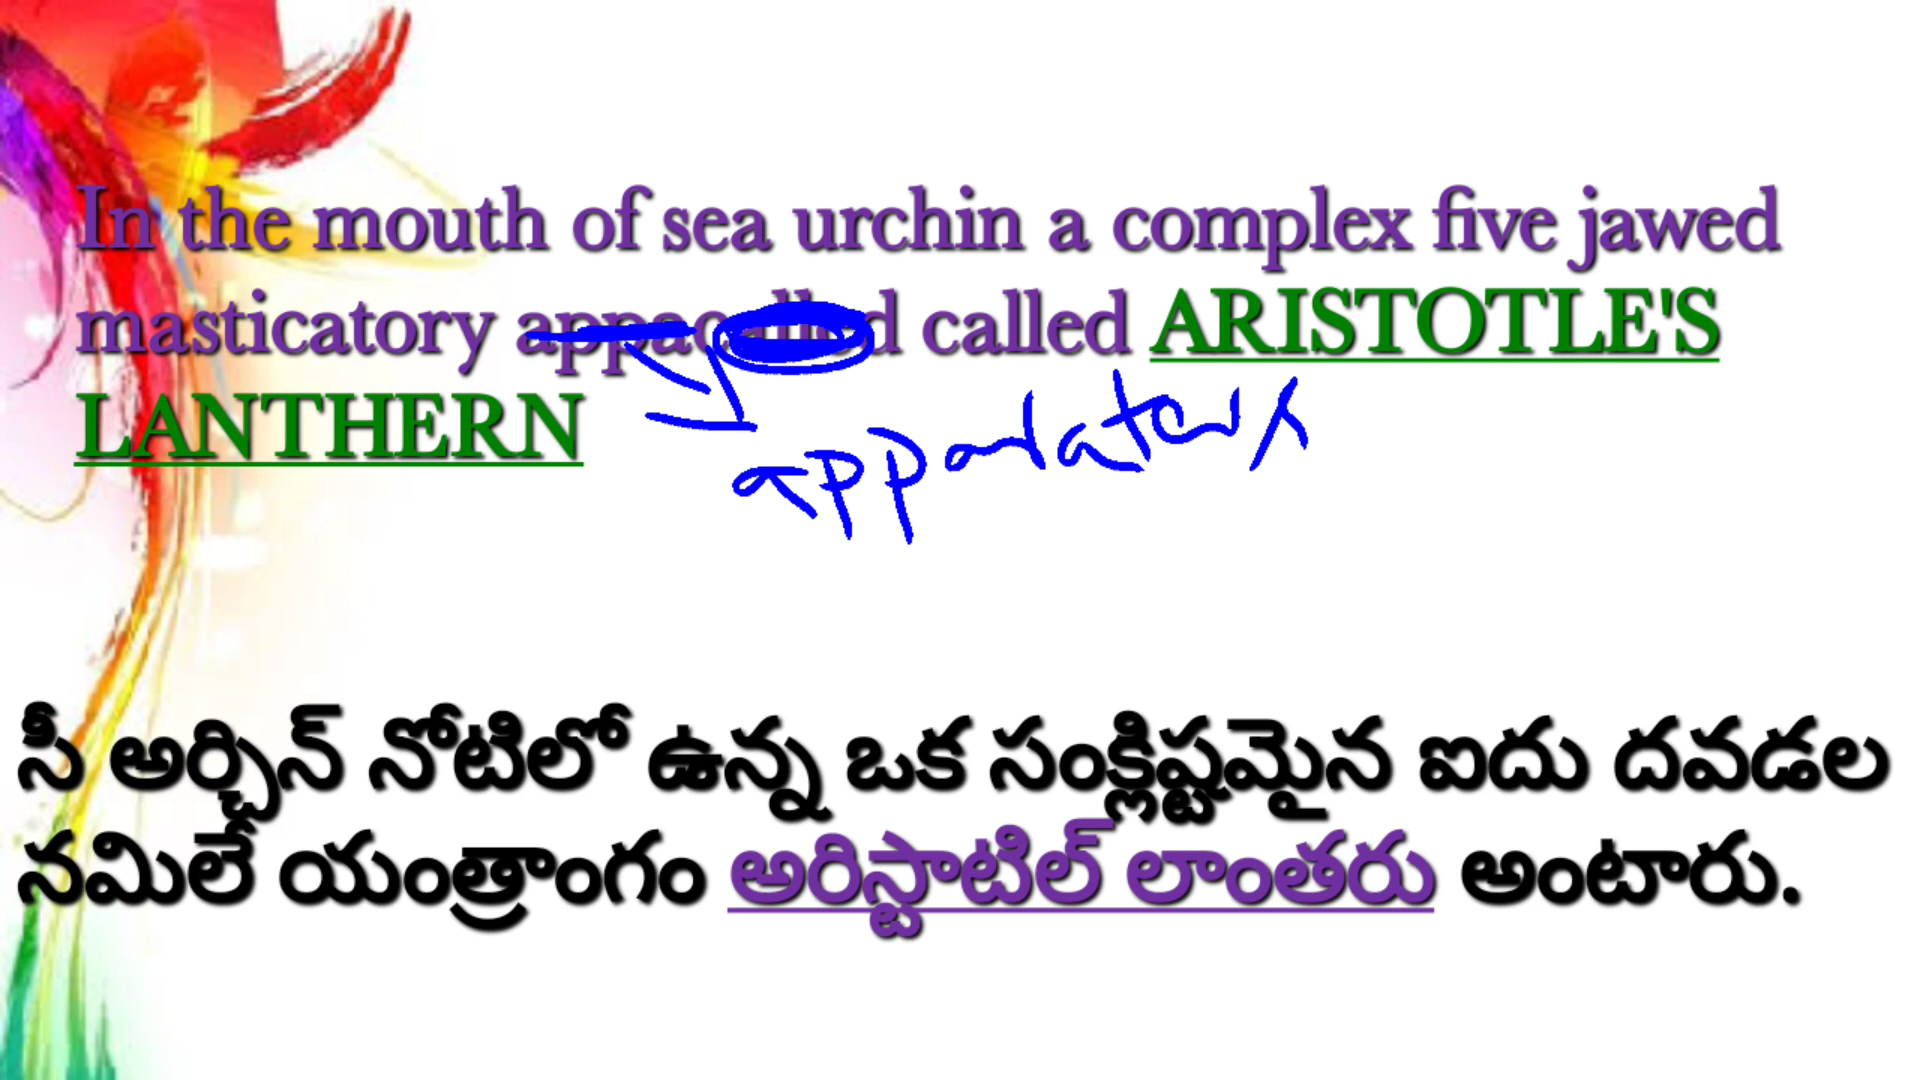 In the mouth of sea urchin a complex five jawed
masticatory appacalled called ARISTOTLE'S
LANTHERN
సీ అర్చిన్ నోటిలో ఉన్న ఒక సంక్లిష్టమైన ఐదు దవడల
నమిలే యంత్రాంగం అరిస్టాటిల్ లాంతరు అంటారు.